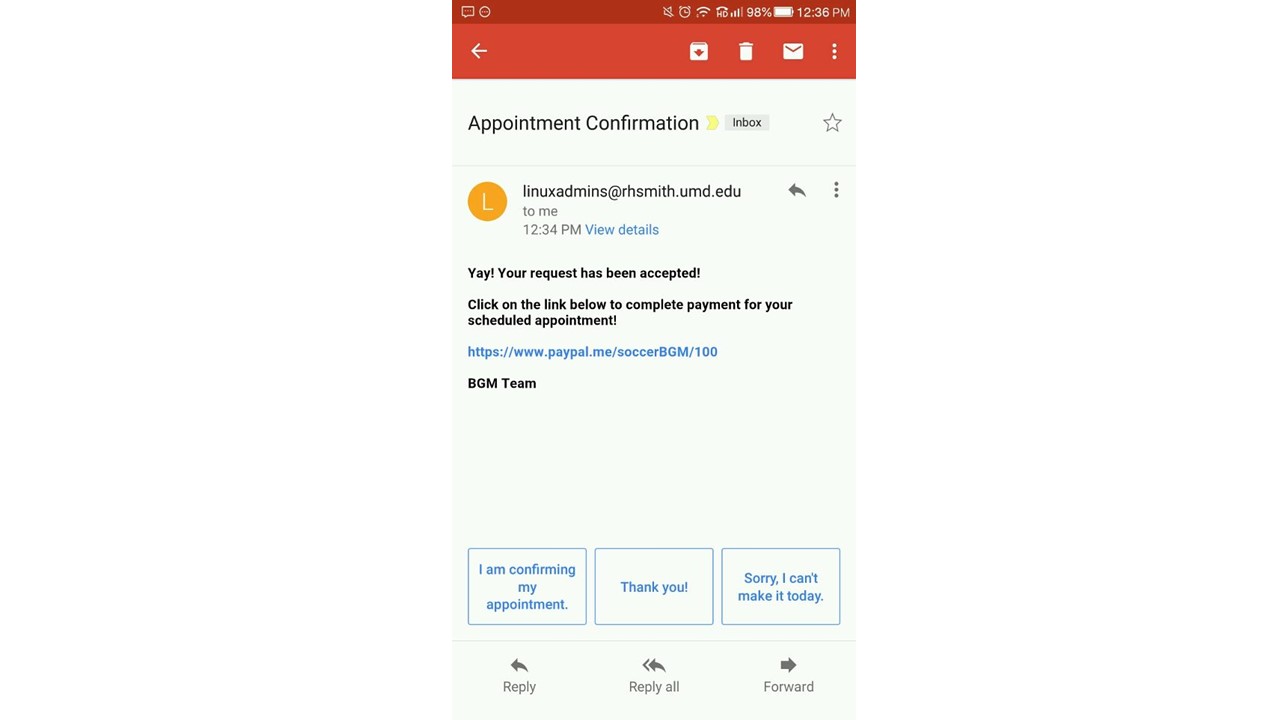 98% 12:36 PM
Appointment Confirmation Inbox
L
linuxadmins@rhsmith.umd.edu
to me
12:34 PM View details
Yay! Your request has been accepted!
Click on the link below to complete payment for your
scheduled appointment!
https://www.paypal.me/soccerBGM/100
BGM Team
I am confirming
my
appointment.
Thank you!
Sorry, I can't
make it today.
Reply
Reply all
Forward